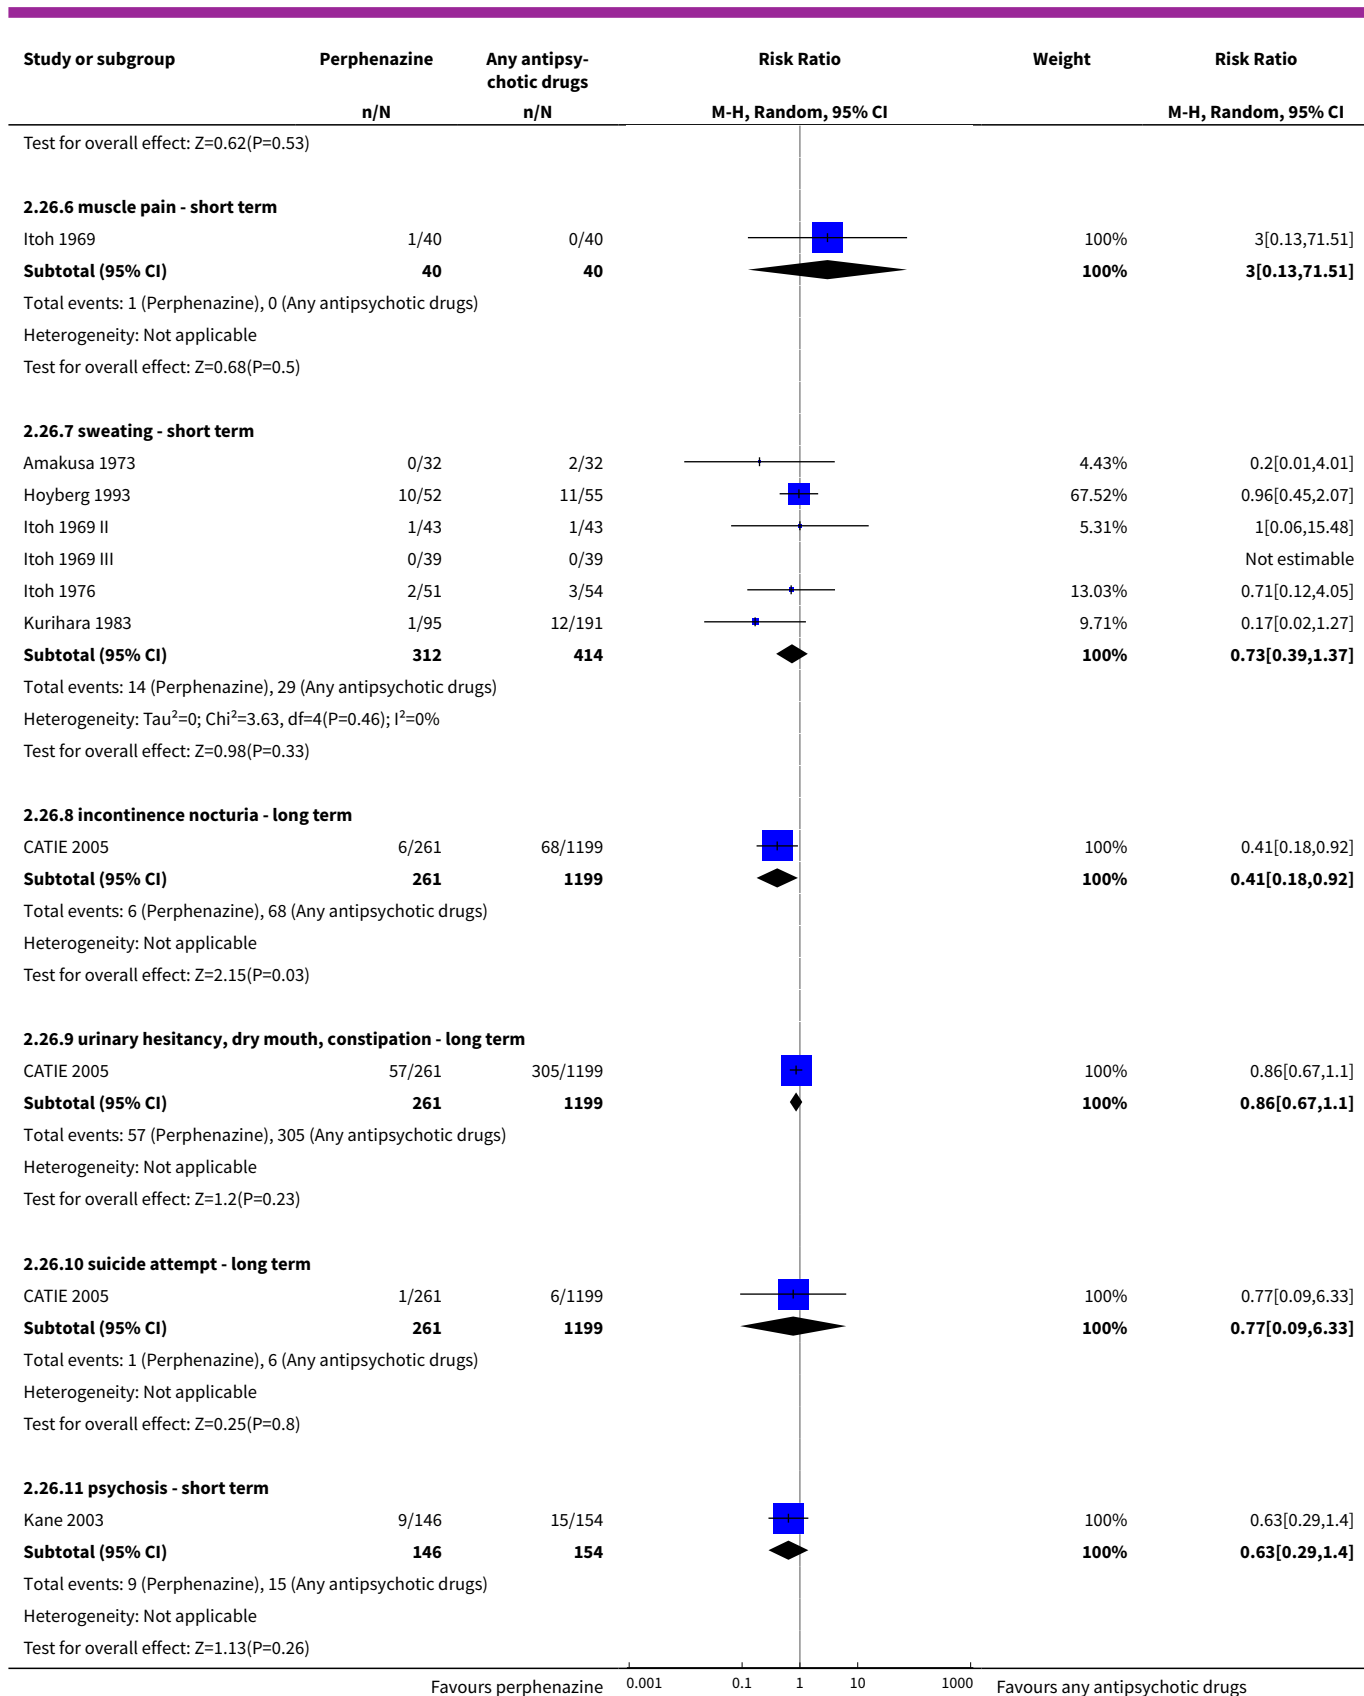 Study or subgroup Perphenazine Any antipsy- Risk Ratio Weight Risk Ratio
chotic drugs
n/N n/N M-H, Random, 95% CI M-H, Random, 95% CI
Test for overall effect: Z=0.62(P=0.53)
2.26.6 muscle pain - short term
Itoh 1969 1/40 0/40 100% 3[0.13,71.51]
Subtotal (95% CI) 40 40 100% 3[0.13,71.51]
Total events: 1 (Perphenazine), 0 (Any antipsychotic drugs)
Heterogeneity: Not applicable
Test for overall effect: Z=0.68(P=0.5)
2.26.7 sweating - short term
Amakusa 1973 0/32 2/32 4.43% 0.2[0.01,4.01]
Hoyberg 1993 10/52 11/55 67.52% 0.96[0.45,2.07]
Itoh 1969 II 1/43 1/43 5.31% 1[0.06,15.48]
Itoh 1969 III 0/39 0/39 Not estimable
Itoh 1976 2/51 3/54 13.03% 0.71[0.12,4.05]
Kurihara 1983 1/95 12/191 9.71% 0.17[0.02,1.27]
Subtotal (95% CI) 312 414 100% 0.73[0.39,1.37]
Total events: 14 (Perphenazine), 29 (Any antipsychotic drugs)
Heterogeneity: Tau²=0; Chi²=3.63, df=4(P=0.46); I²=0%
Test for overall effect: Z=0.98(P=0.33)
2.26.8 incontinence nocturia - long term
CATIE 2005 6/261 68/1199 100% 0.41[0.18,0.92]
Subtotal (95% CI) 261 1199 100% 0.41[0.18,0.92]
Total events: 6 (Perphenazine), 68 (Any antipsychotic drugs)
Heterogeneity: Not applicable
Test for overall effect: Z=2.15(P=0.03)
2.26.9 urinary hesitancy, dry mouth, constipation - long term
CATIE 2005 57/261 305/1199 100% 0.86[0.67,1.1]
Subtotal (95% CI) 261 1199 100% 0.86[0.67,1.1]
Total events: 57 (Perphenazine), 305 (Any antipsychotic drugs)
Heterogeneity: Not applicable
Test for overall effect: Z=1.2(P=0.23)
2.26.10 suicide attempt - long term
CATIE 2005 1/261 6/1199 100% 0.77[0.09,6.33]
Subtotal (95% CI) 261 1199 100% 0.77[0.09,6.33]
Total events: 1 (Perphenazine), 6 (Any antipsychotic drugs)
Heterogeneity: Not applicable
Test for overall effect: Z=0.25(P=0.8)
2.26.11 psychosis - short term
Kane 2003 9/146 15/154 100% 0.63[0.29,1.4]
Subtotal (95% CI) 146 154 100% 0.63[0.29,1.4]
Total events: 9 (Perphenazine), 15 (Any antipsychotic drugs)
Heterogeneity: Not applicable
Test for overall effect: Z=1.13(P=0.26)
Favours perphenazine 0.001 0.1 1 10 1000 Favours any antipsychotic drugs